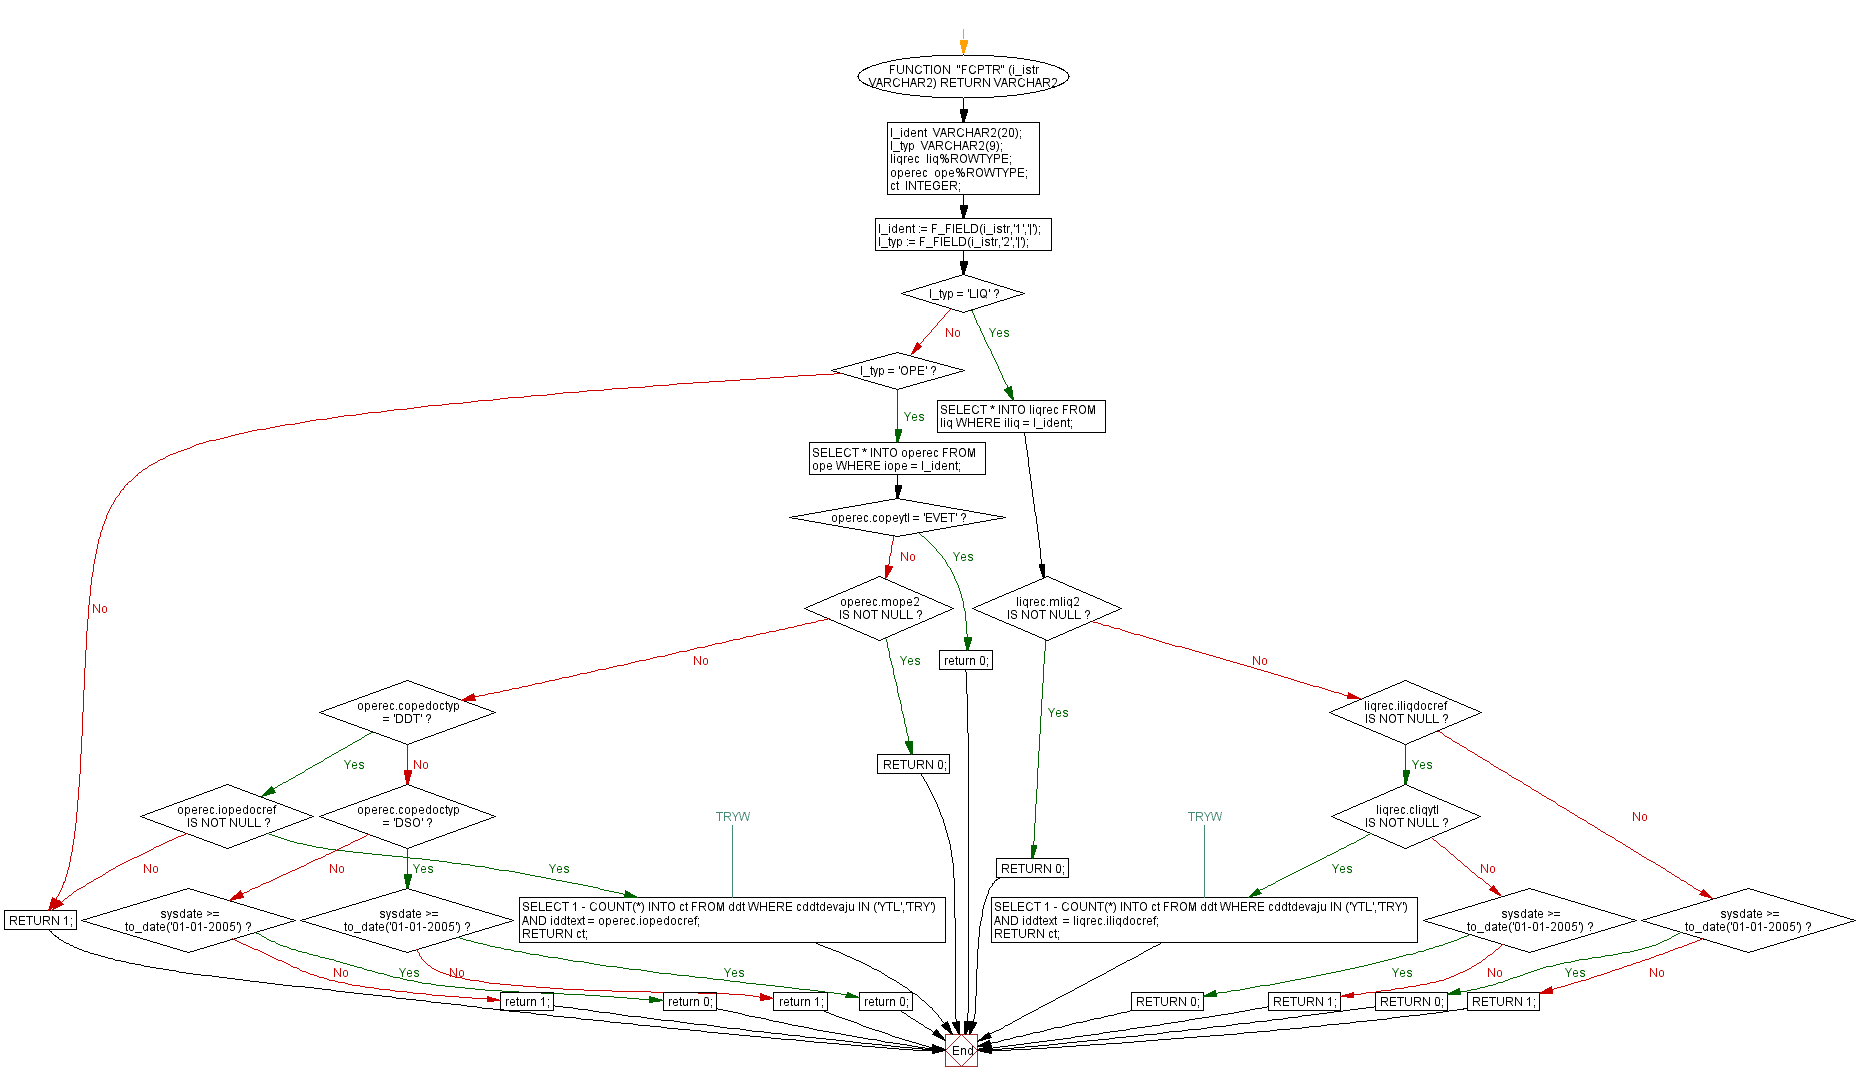 FUNCTION "FCPTR" (i_istr
VARCHAR2) RETURN VARCHAR2
l_ident VARCHAR2(20);
l_typ VARCHAR2(9);
liqrec liq%ROWTYPE;
operec ope%ROWTYPE;
ct INTEGER;
l_ident := F_FIELD(i_istr,'1','|');
l_typ := F_FIELD(i_istr,'2','|');
l_typ = 'LIQ' ?
No
Yes
l_typ = 'OPE' ?
Yes
SELECT * INTO liqrec FROM
liq WHERE iliq = l_ident;
SELECT * INTO operec FROM
ope WHERE iope = l_ident;
operec.copeytl = 'EVET' ?
No
Yes
No
operec.mope2
IS NOT NULL ?
liqrec.mliq2
IS NOT NULL ?
No
Yes
return 0;
No
operec.copedoctyp
= 'DDT' ?
Yes
liqrec.iliqdocref
IS NOT NULL ?
Yes
No
RETURN 0;
Yes
operec.iopedocref
IS NOT NULL ?
operec.copedoctyp
= 'DSO' ?
TRYW
TRYW
liqrec.cliqytl
IS NOT NULL ?
No
No
No
Yes
Yes
RETURN 0;
Yes
No
RETURN 1;
sysdate >=
to_date('01-01-2005') ?
sysdate >=
to_date('01-01-2005') ?
SELECT 1 - COUNT(*) INTO ct FROM ddt WHERE cddtdevaju IN ('YTL','TRY')
AND iddtext = operec.iopedocref;
RETURN ct;
SELECT 1 - COUNT(*) INTO ct FROM ddt WHERE cddtdevaju IN ('YTL','TRY')
AND iddtext = liqrec.iliqdocref;
RETURN ct;
sysdate >=
to_date('01-01-2005') ?
sysdate >=
to_date('01-01-2005') ?
No
Yes
No
Yes
Yes
No
Yes
No
return 1;
return 0;
return 1;
return 0;
RETURN 0;
RETURN 1;
RETURN 0;
RETURN 1;
End